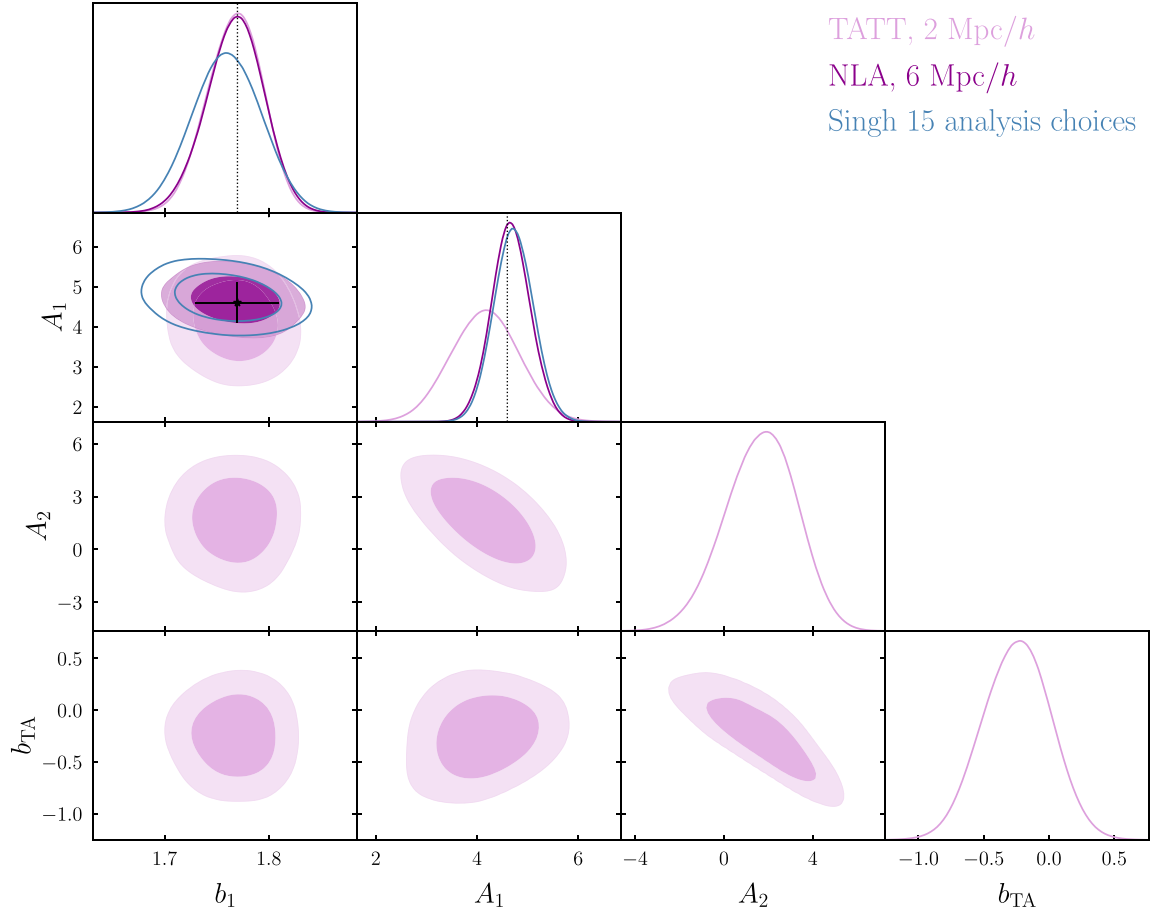 TATT, 2 Mpc/h
NLA, 6 Mpc/h
Singh 15 analysis choices
6
5
4
3
2
A₁
6
3
0
−3
A₂
0.5
0.0
−0.5
−1.0
b_TA
1.7 1.8
2 4 6
−4 0 4
−1.0 −0.5 0.0 0.5
b₁ A₁ A₂ b_TA